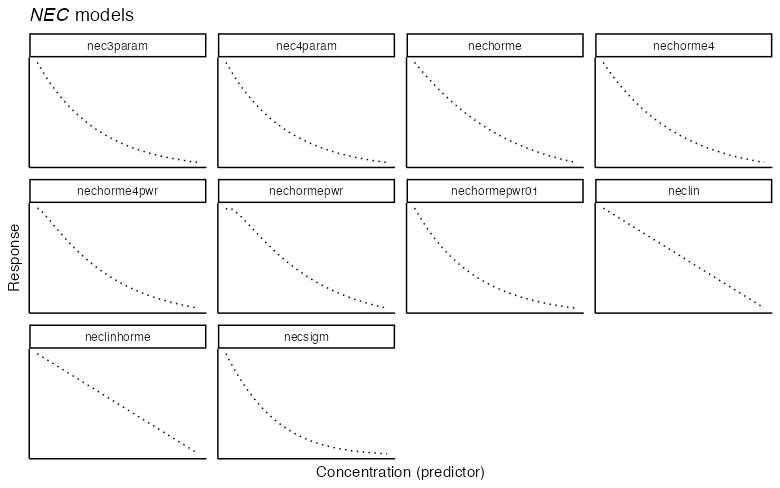 NEC models
nec3param
nec4param
nechorme
nechorme4
nechorme4pwr
nechormepwr
nechormepwr01
neclin
neclinhorme
necsigm
Response
Concentration (predictor)